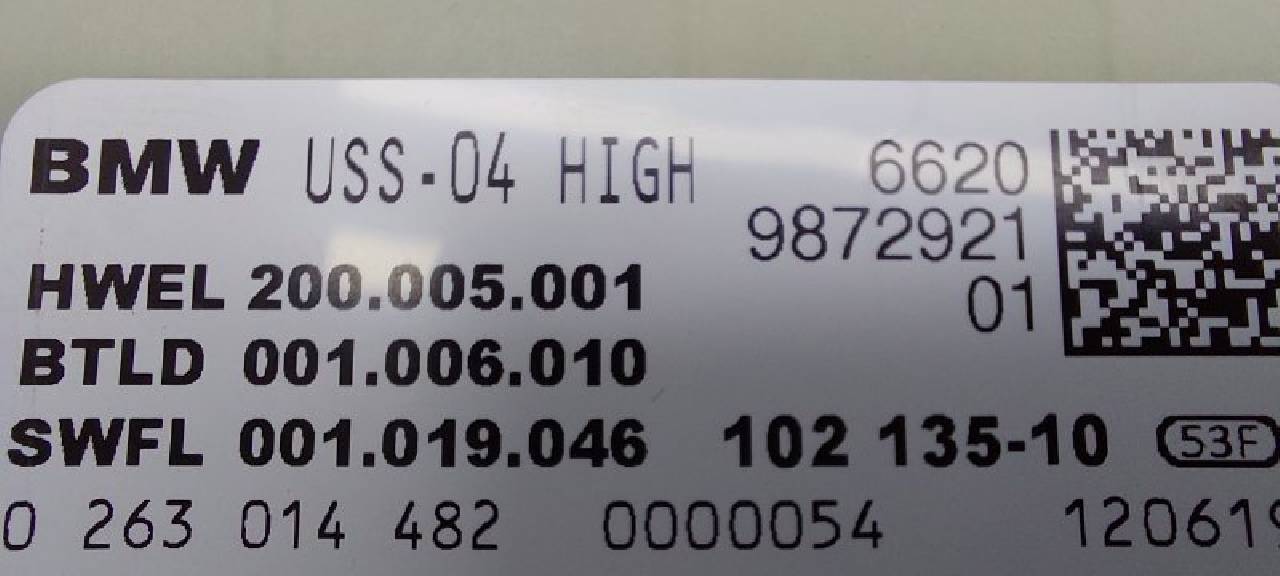 BMW USS-04 HIGH 6620
9872921
HWEL 200.005.001 01
BTLD 001.006.010
SWFL 001.019.046 102 135-10 53F
0 263 014 482 0000054 120619